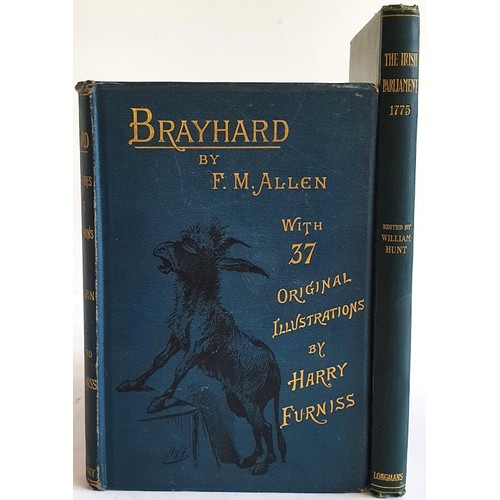 BRAYHARD
BY
F. M. ALLEN
WITH
37
ORIGINAL
ILLUSTRATIONS
BY
HARRY
FURNISS
THE IRISH
PARLIAMENT
1775
EDITED BY
WILLIAM
HUNT
LONGMANS